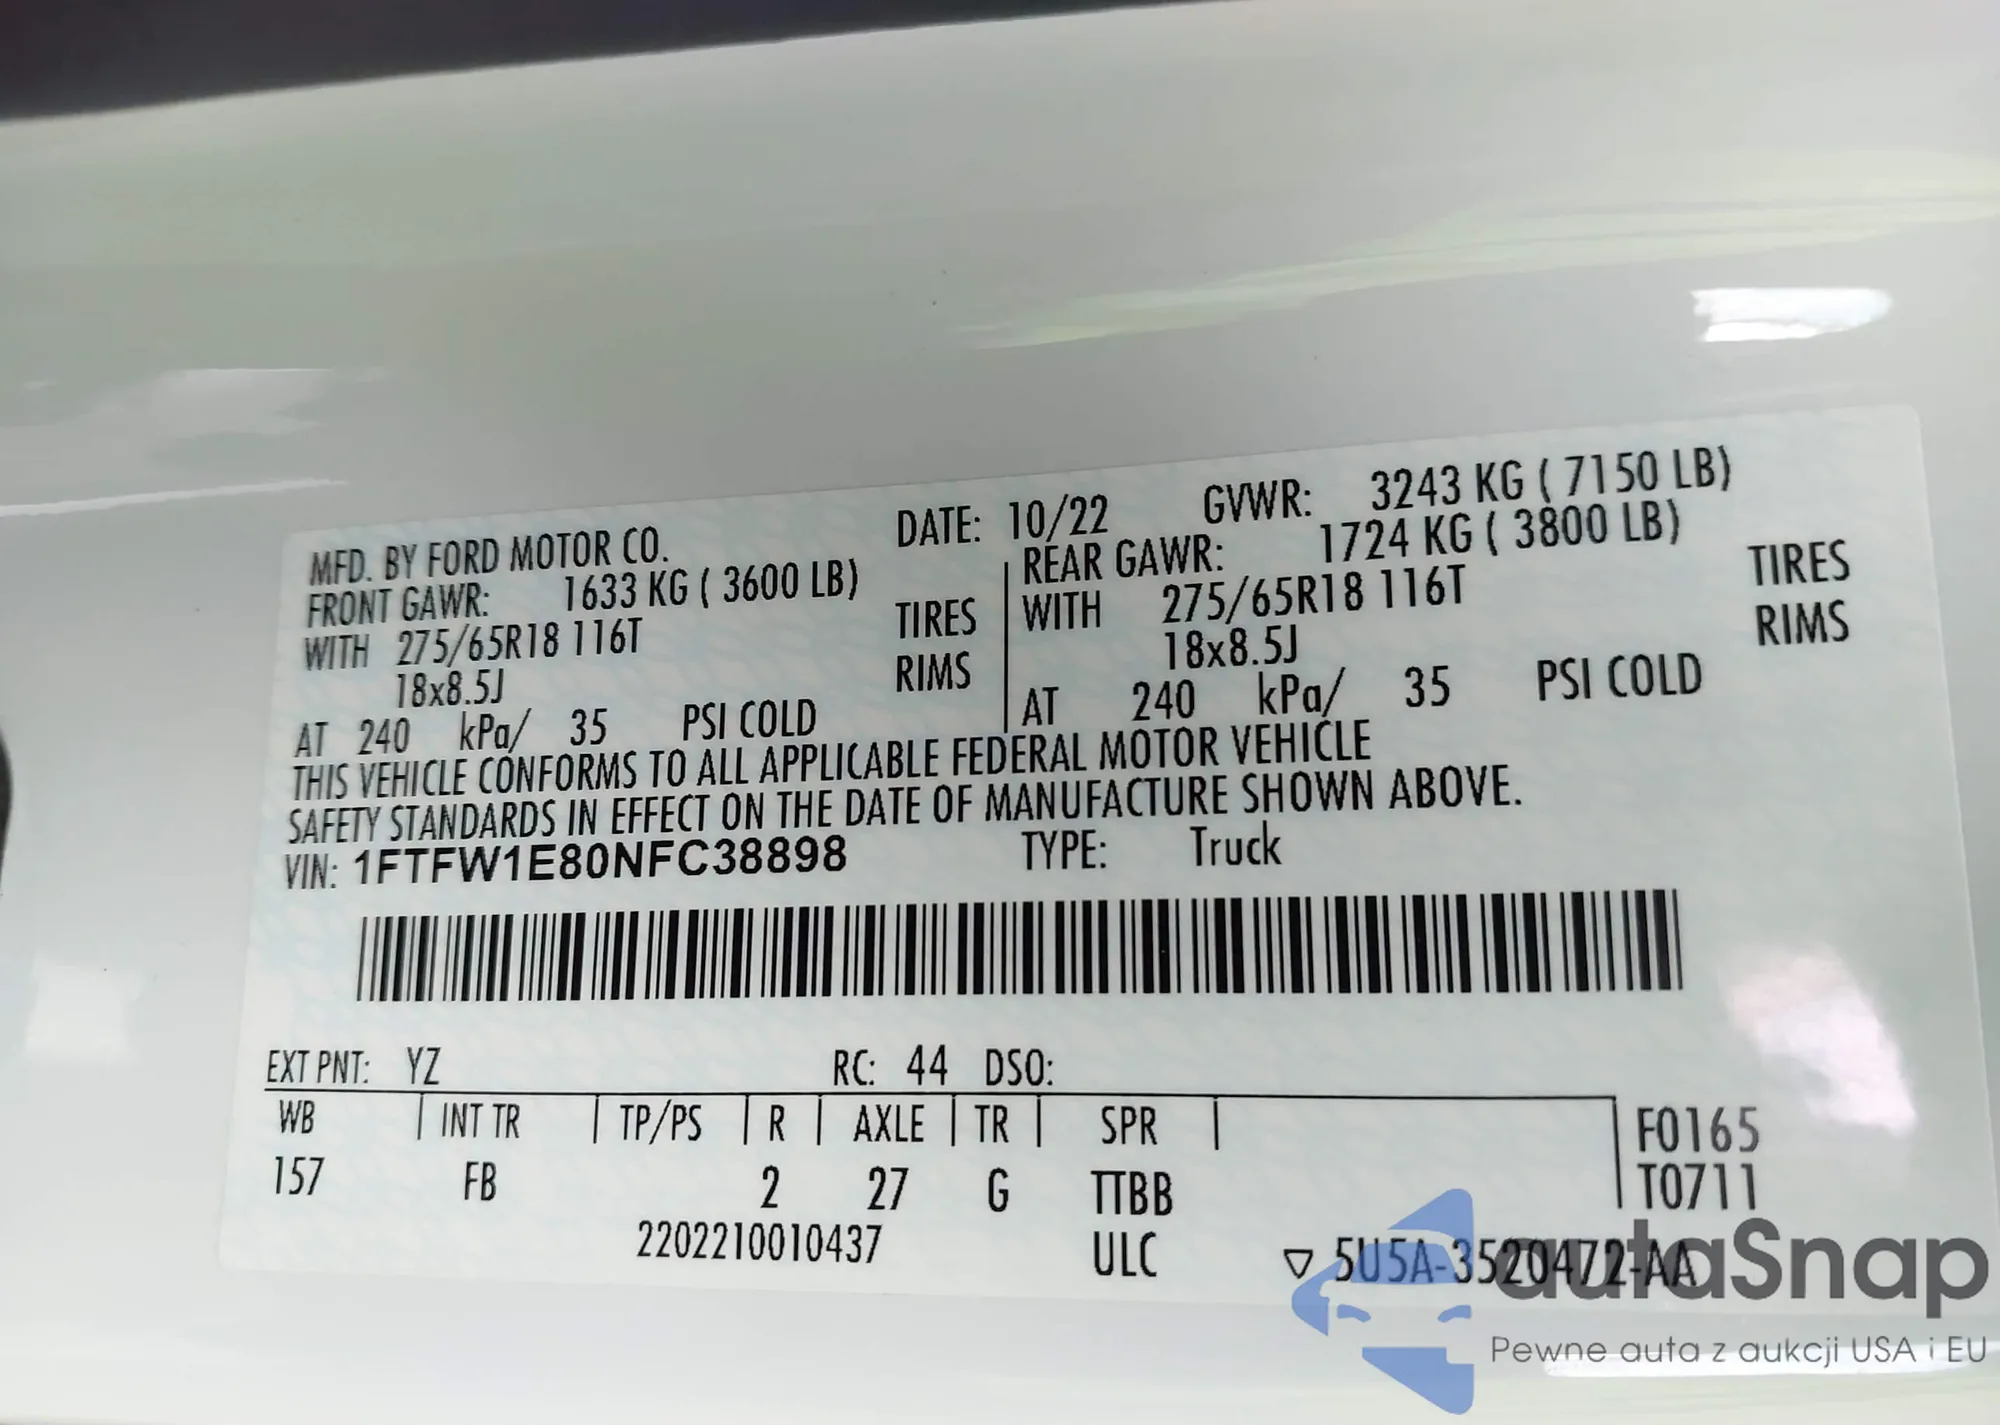 MFD. BY FORD MOTOR CO. DATE: 10/22 GVWR: 3243 KG ( 7150 LB)
FRONT GAWR: 1633 KG ( 3600 LB) REAR GAWR: 1724 KG ( 3800 LB)
WITH 275/65R18 116T TIRES WITH 275/65R18 116T TIRES
18x8.5J RIMS 18x8.5J RIMS
AT 240 kPa/ 35 PSI COLD AT 240 kPa/ 35 PSI COLD
THIS VEHICLE CONFORMS TO ALL APPLICABLE FEDERAL MOTOR VEHICLE
SAFETY STANDARDS IN EFFECT ON THE DATE OF MANUFACTURE SHOWN ABOVE.
VIN: 1FTFW1E80NFC38898 TYPE: Truck
EXT PNT: YZ RC: 44 DSO:
WB INT TR TP/PS R AXLE TR SPR F0165
157 FB 2 27 G TTBB T0711
2202210010437 ULC ▽ 5U5A-3520472-AA
autaSnap
Pewne auta z aukcji USA i EU